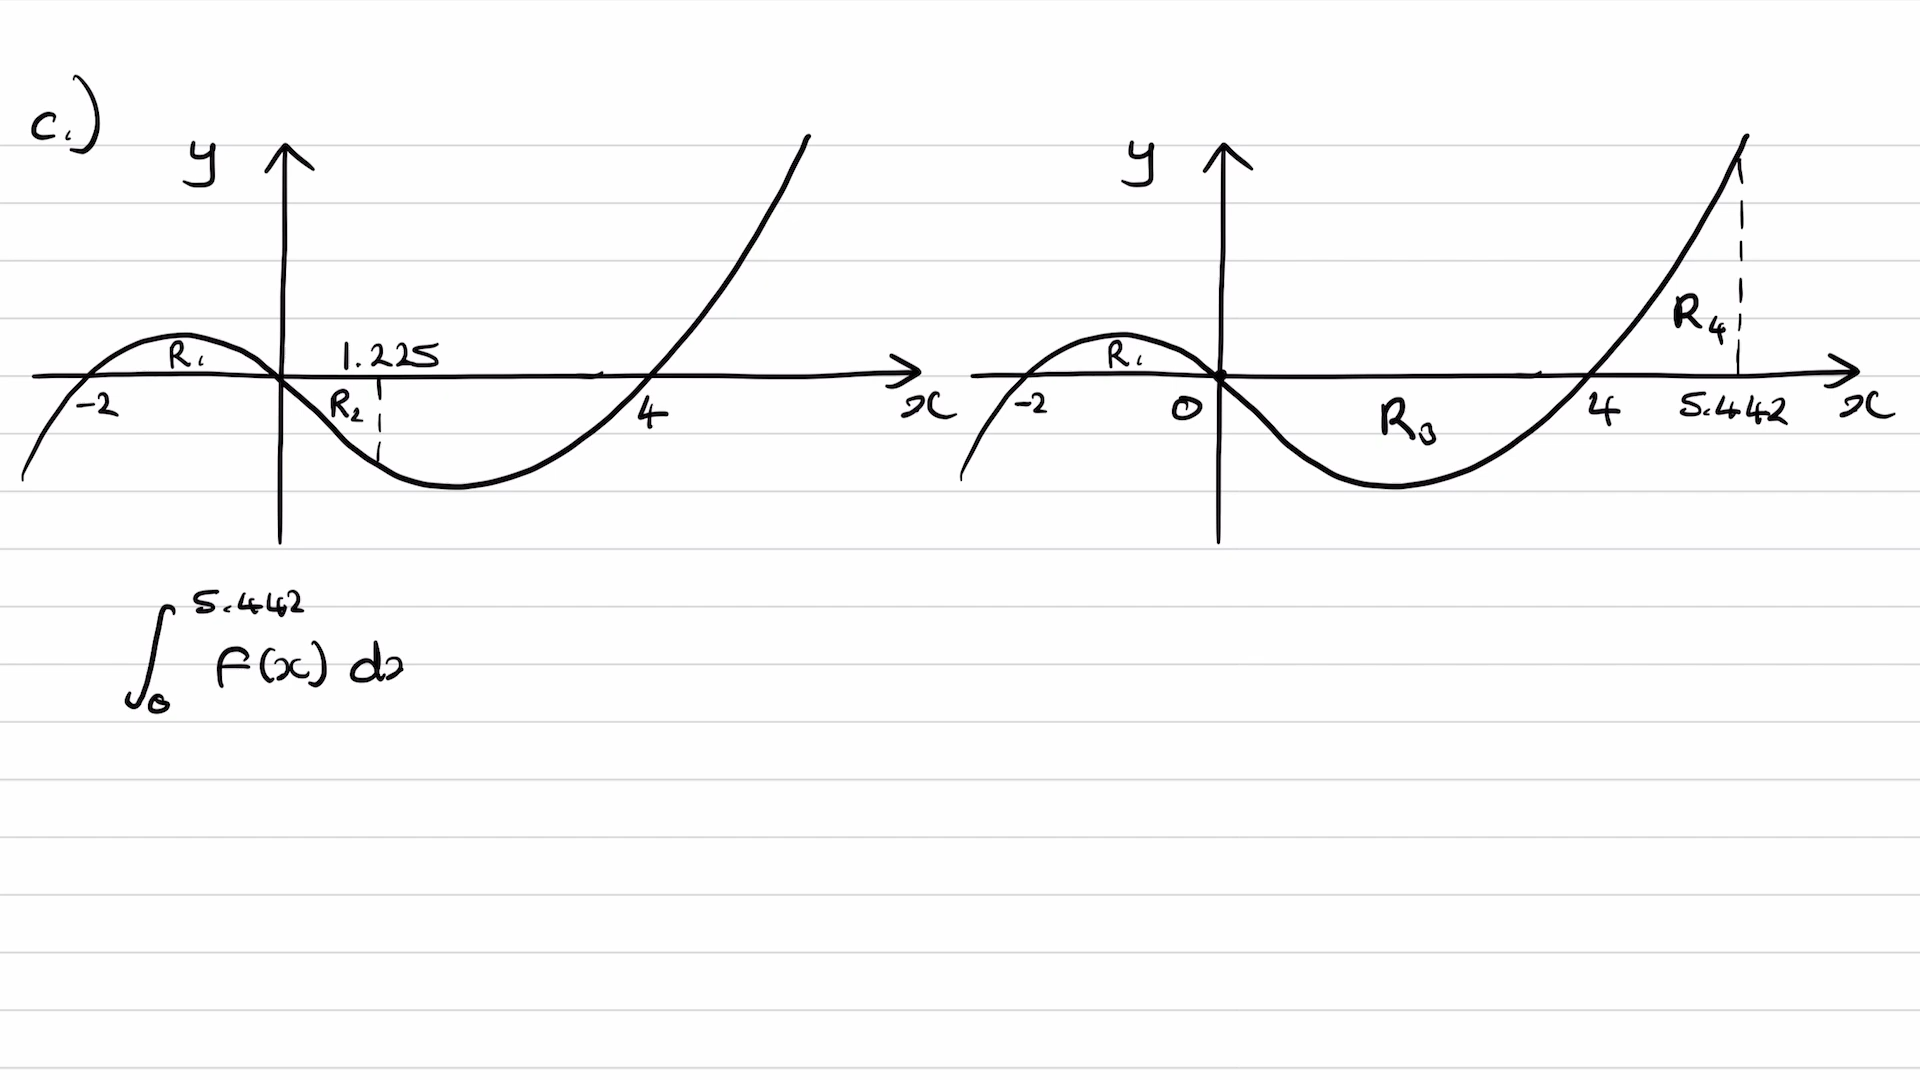 c.)
y
R₁
1.225
-2
R₂
4
x
y
R₁
R₄
-2
0
R₃
4
5.442
x
∫₀^5.442 f(x) dx